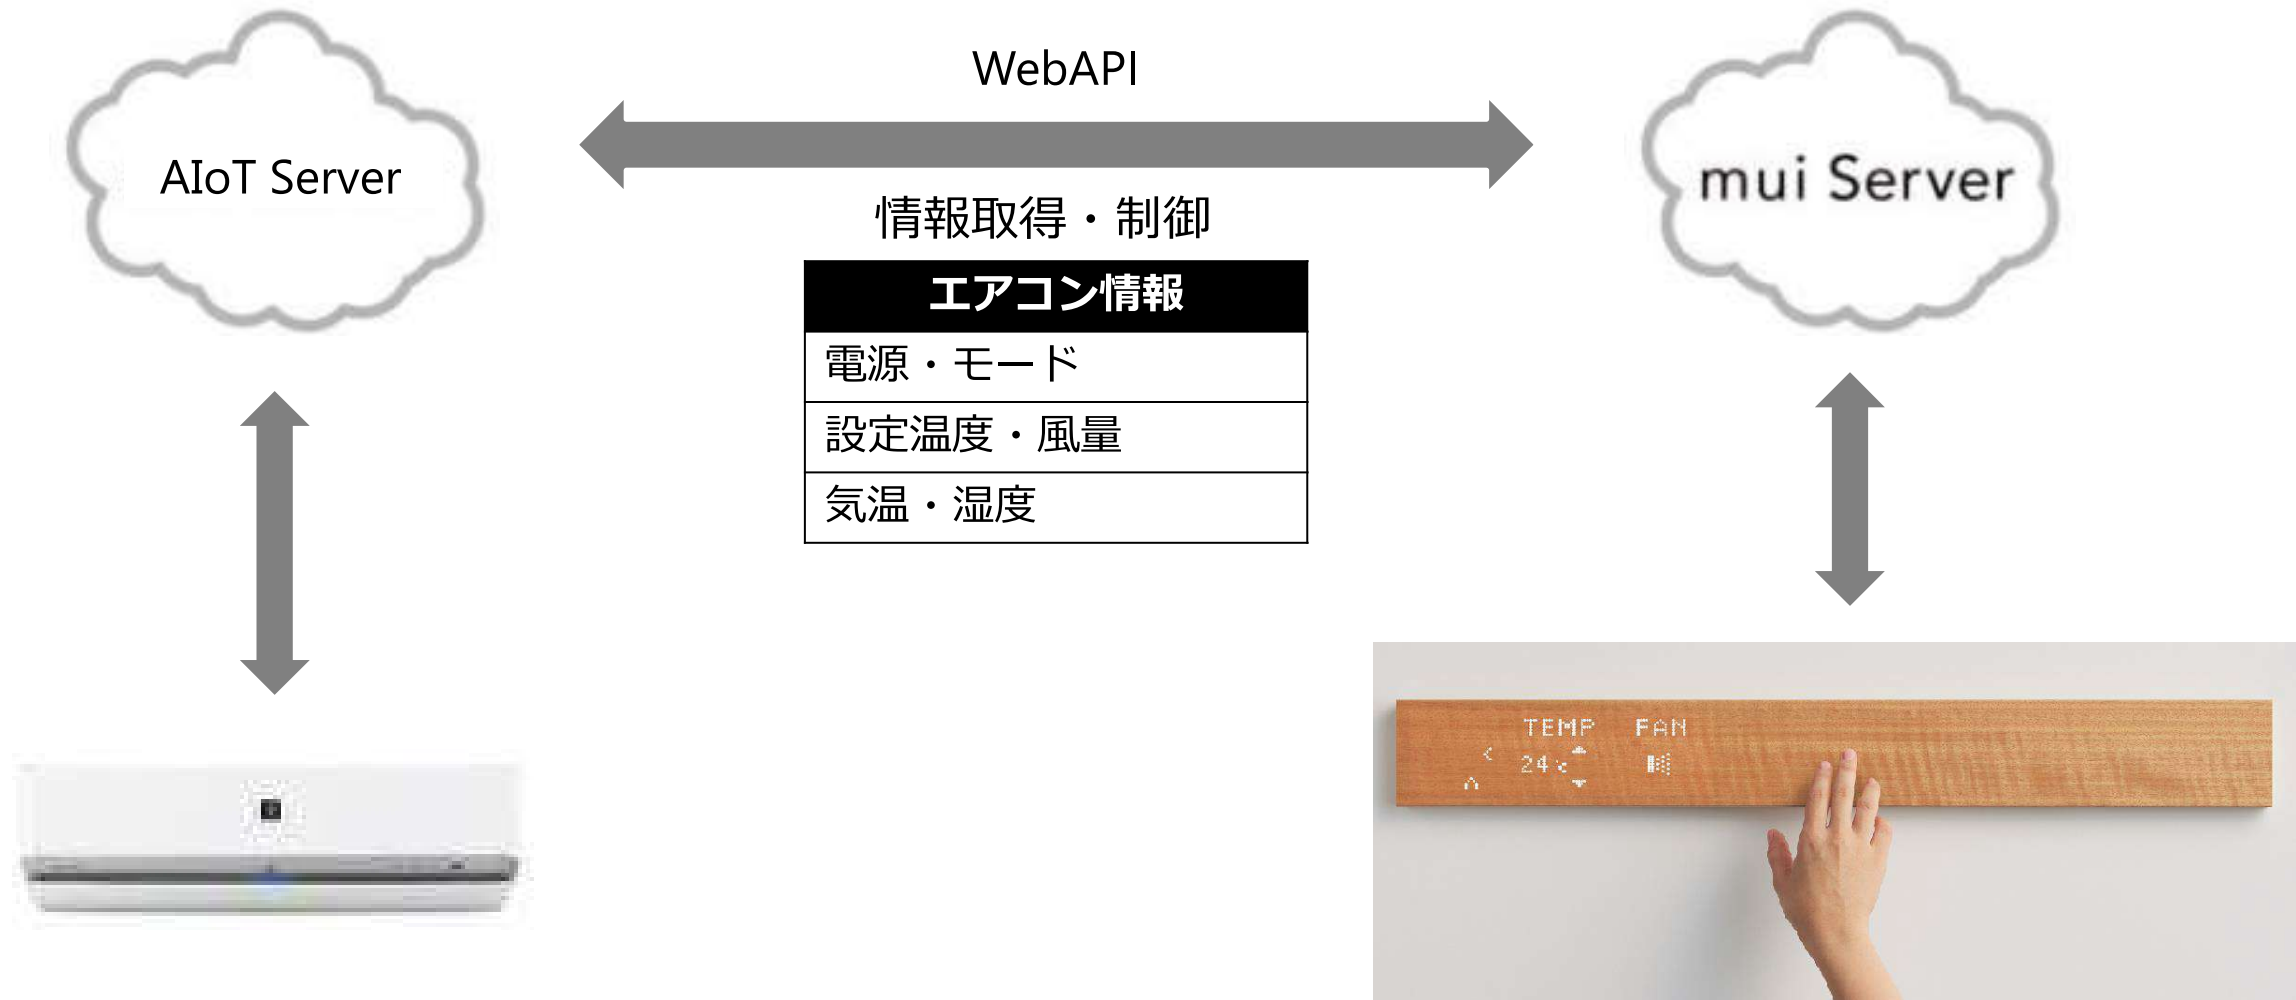 WebAPI
AIoT Server
mui Server
情報取得・制御
エアコン情報
電源・モード
設定温度・風量
気温・湿度
TEMP FAN
24℃